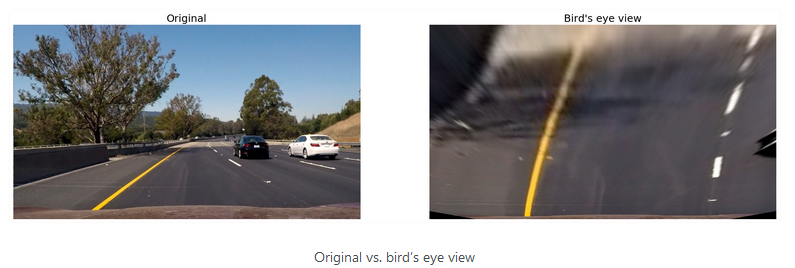 Original
Bird's eye view
Original vs. bird's eye view